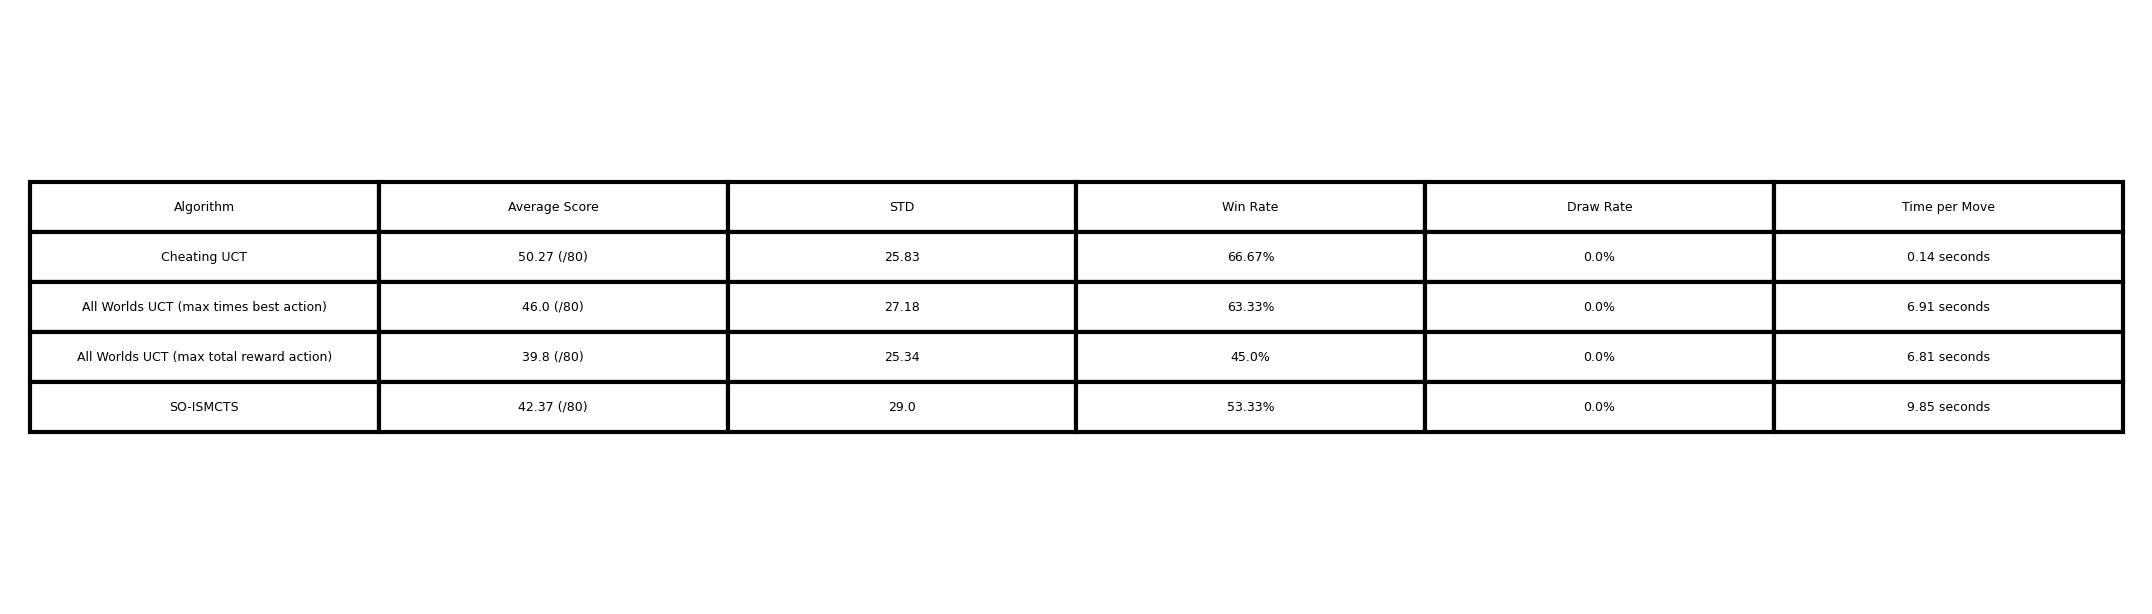 Algorithm Average Score STD Win Rate Draw Rate Time per Move
Cheating UCT 50.27 (/80) 25.83 66.67% 0.0% 0.14 seconds
All Worlds UCT (max times best action) 46.0 (/80) 27.18 63.33% 0.0% 6.91 seconds
All Worlds UCT (max total reward action) 39.8 (/80) 25.34 45.0% 0.0% 6.81 seconds
SO-ISMCTS 42.37 (/80) 29.0 53.33% 0.0% 9.85 seconds